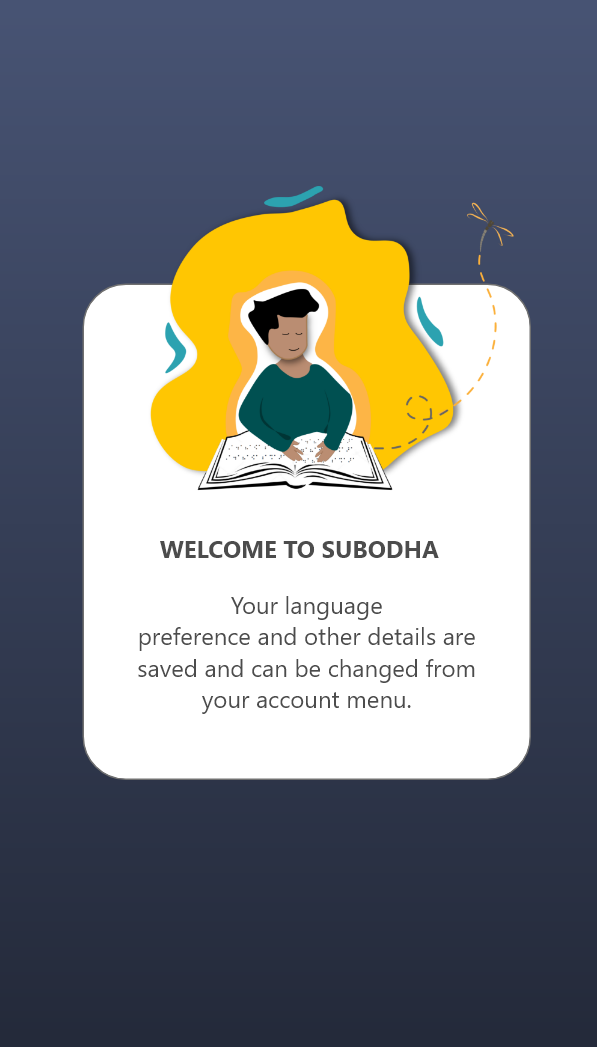 WELCOME TO SUBODHA
Your language
preference and other details are
saved and can be changed from
your account menu.